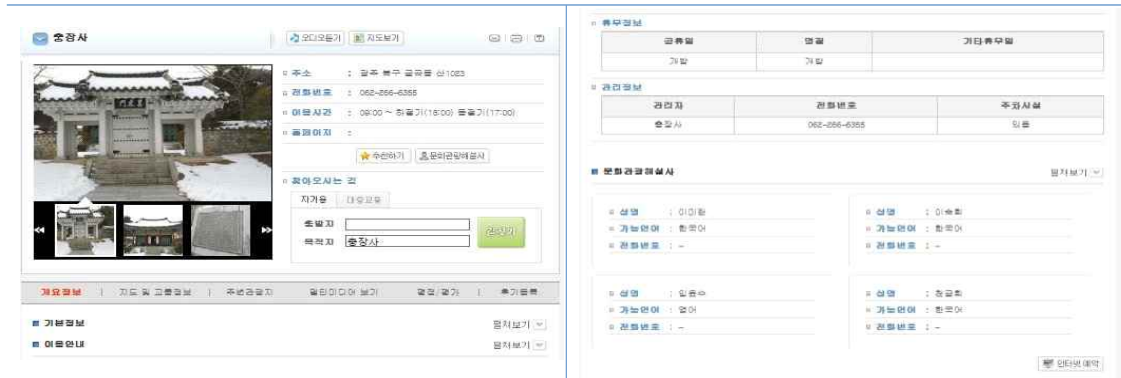 충장사
오디오듣기 지도보기
주소 : 광주 북구 금곡동 산1023
전화번호 : 062-266-6355
이용시간 : 09:00 ~ 하절기(18:00) 동절기(17:00)
홈페이지 :
추천하기 문화관광해설사
찾아오시는 길
자가용 대중교통
출발지
목적지 충장사
길찾기
개요정보 | 지도 및 교통정보 | 주변관광지 멀티미디어 보기 평점/평가 | 후기등록
기본정보 펼쳐보기
이용안내 펼쳐보기
휴무정보
금휴일 명절 기타휴무일
개방 개방
관리정보
관리자 전화번호 주차시설
충장사 062-266-6355 있음
문화관광해설사 펼쳐보기
성명 : 이숙희
가능언어 : 한국어 가능언어 : 한국어
전화번호 : - 전화번호 : -
성명 : 성명 :
가능언어 : 영어 가능언어 : 한국어
전화번호 : - 전화번호 : -
인터넷 예약